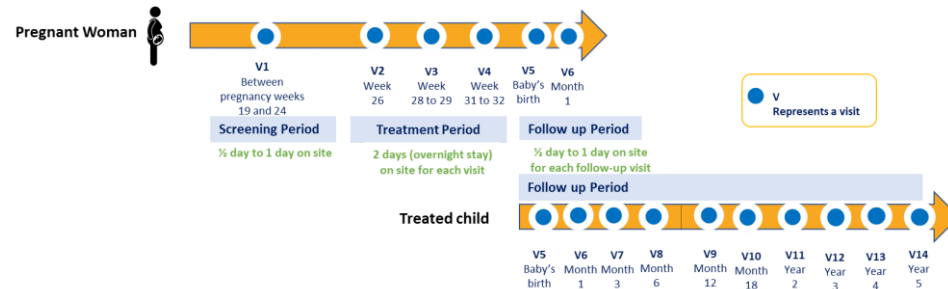 Pregnant Woman
V1
Between
pregnancy weeks
19 and 24
V2
Week
26
V3
Week
28 to 29
V4
Week
31 to 32
V5
Baby's
birth
V6
Month
1
V
Represents a visit
Screening Period
½ day to 1 day on site
Treatment Period
2 days (overnight stay)
on site for each visit
Follow up Period
½ day to 1 day on site
for each follow-up visit
Follow up Period
Treated child
V5
Baby's
birth
V6
Month
1
V7
Month
3
V8
Month
6
V9
Month
12
V10
Month
18
V11
Year
2
V12
Year
3
V13
Year
4
V14
Year
5